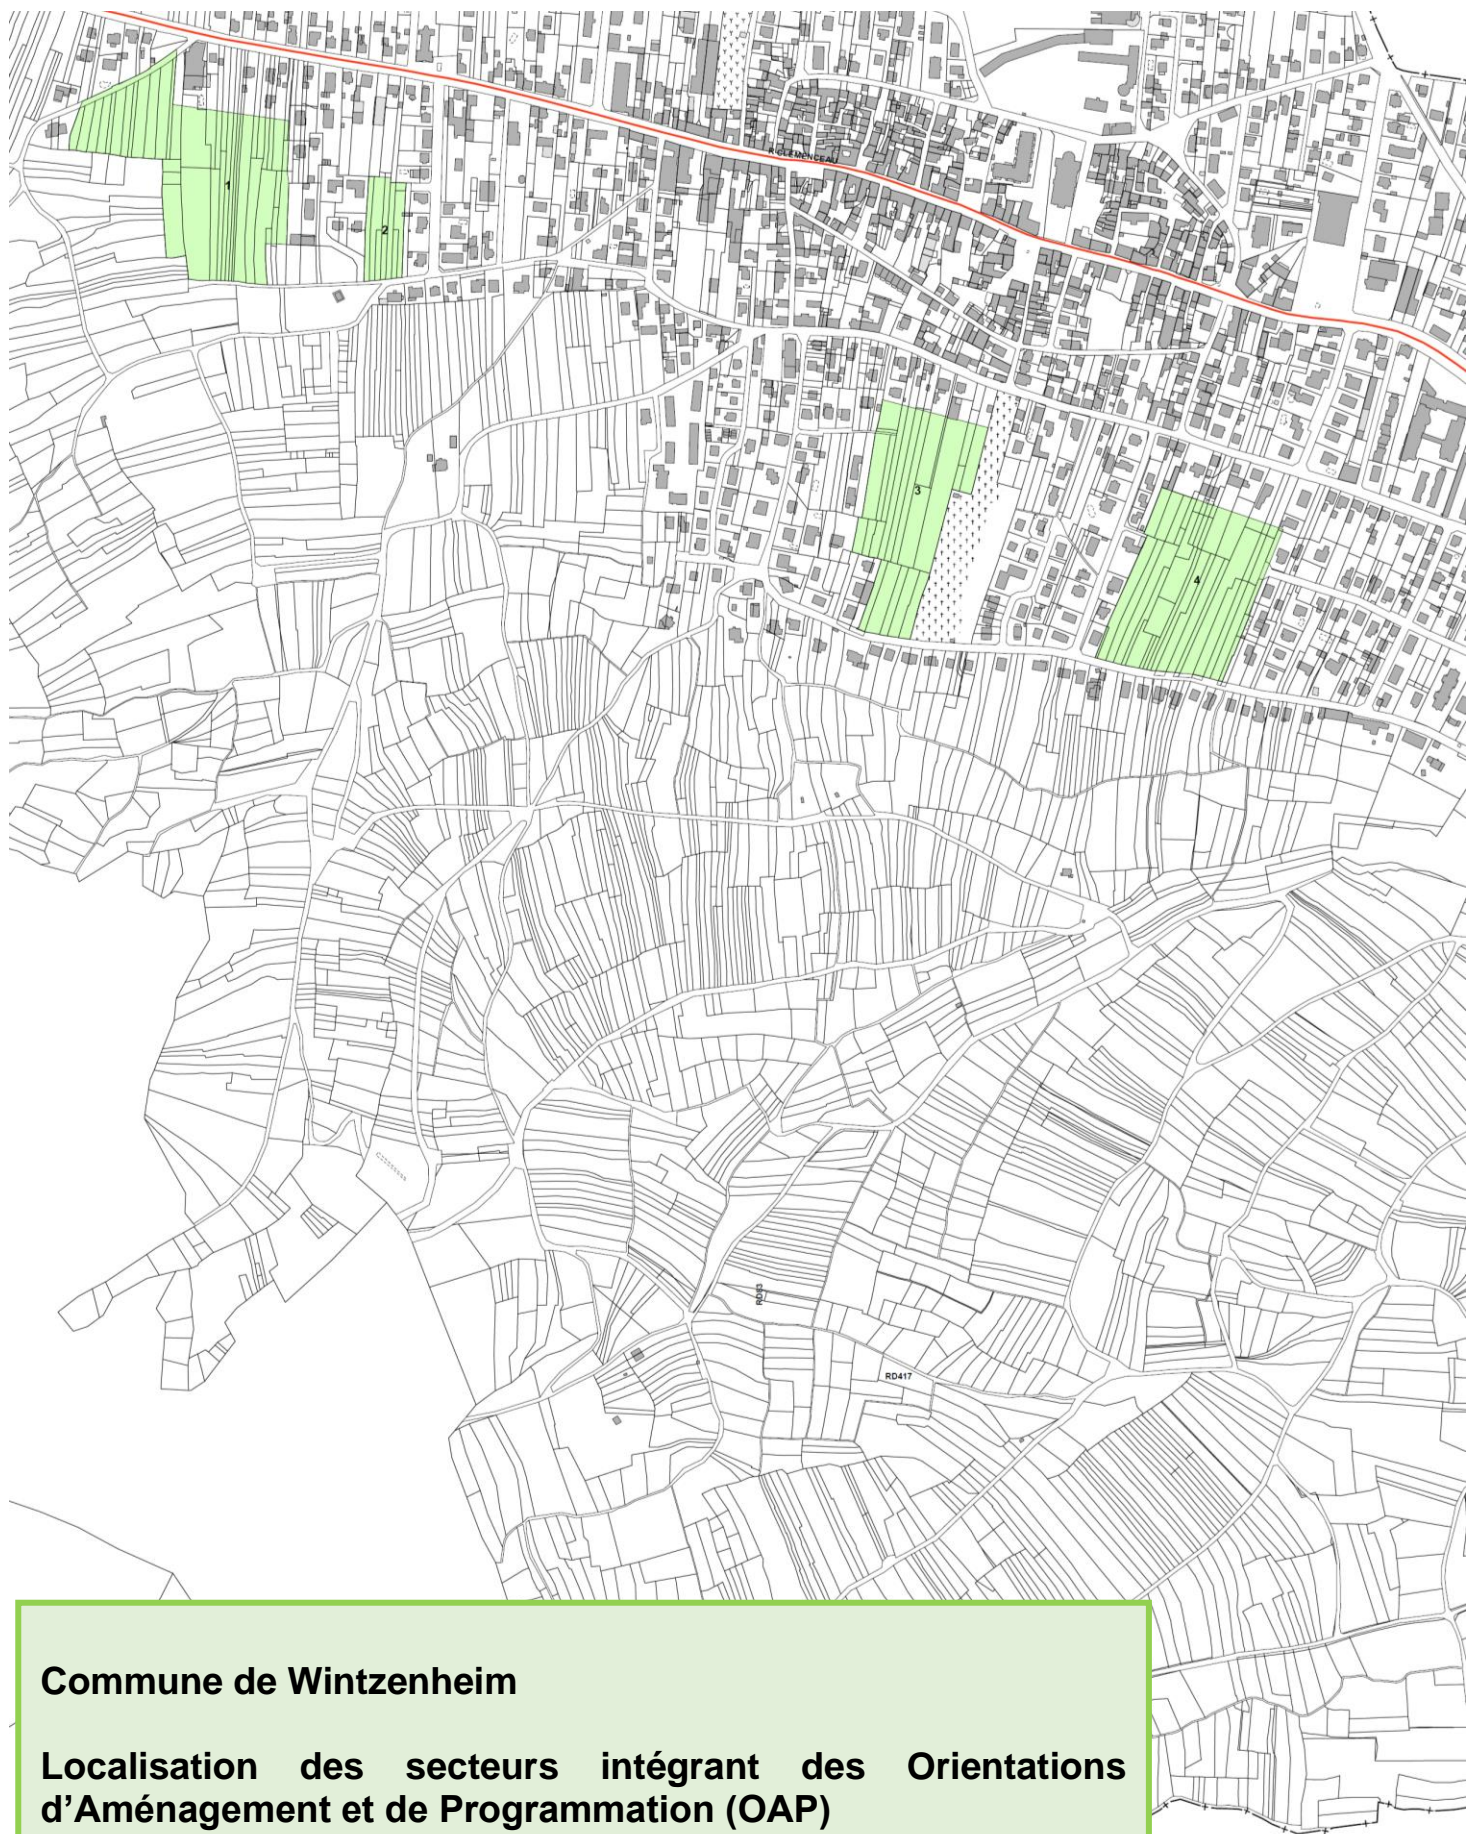 R CLEMENCEAU
1
2
3
4
RD83
RD417
Commune de Wintzenheim
Localisation des secteurs intégrant des Orientations
d'Aménagement et de Programmation (OAP)